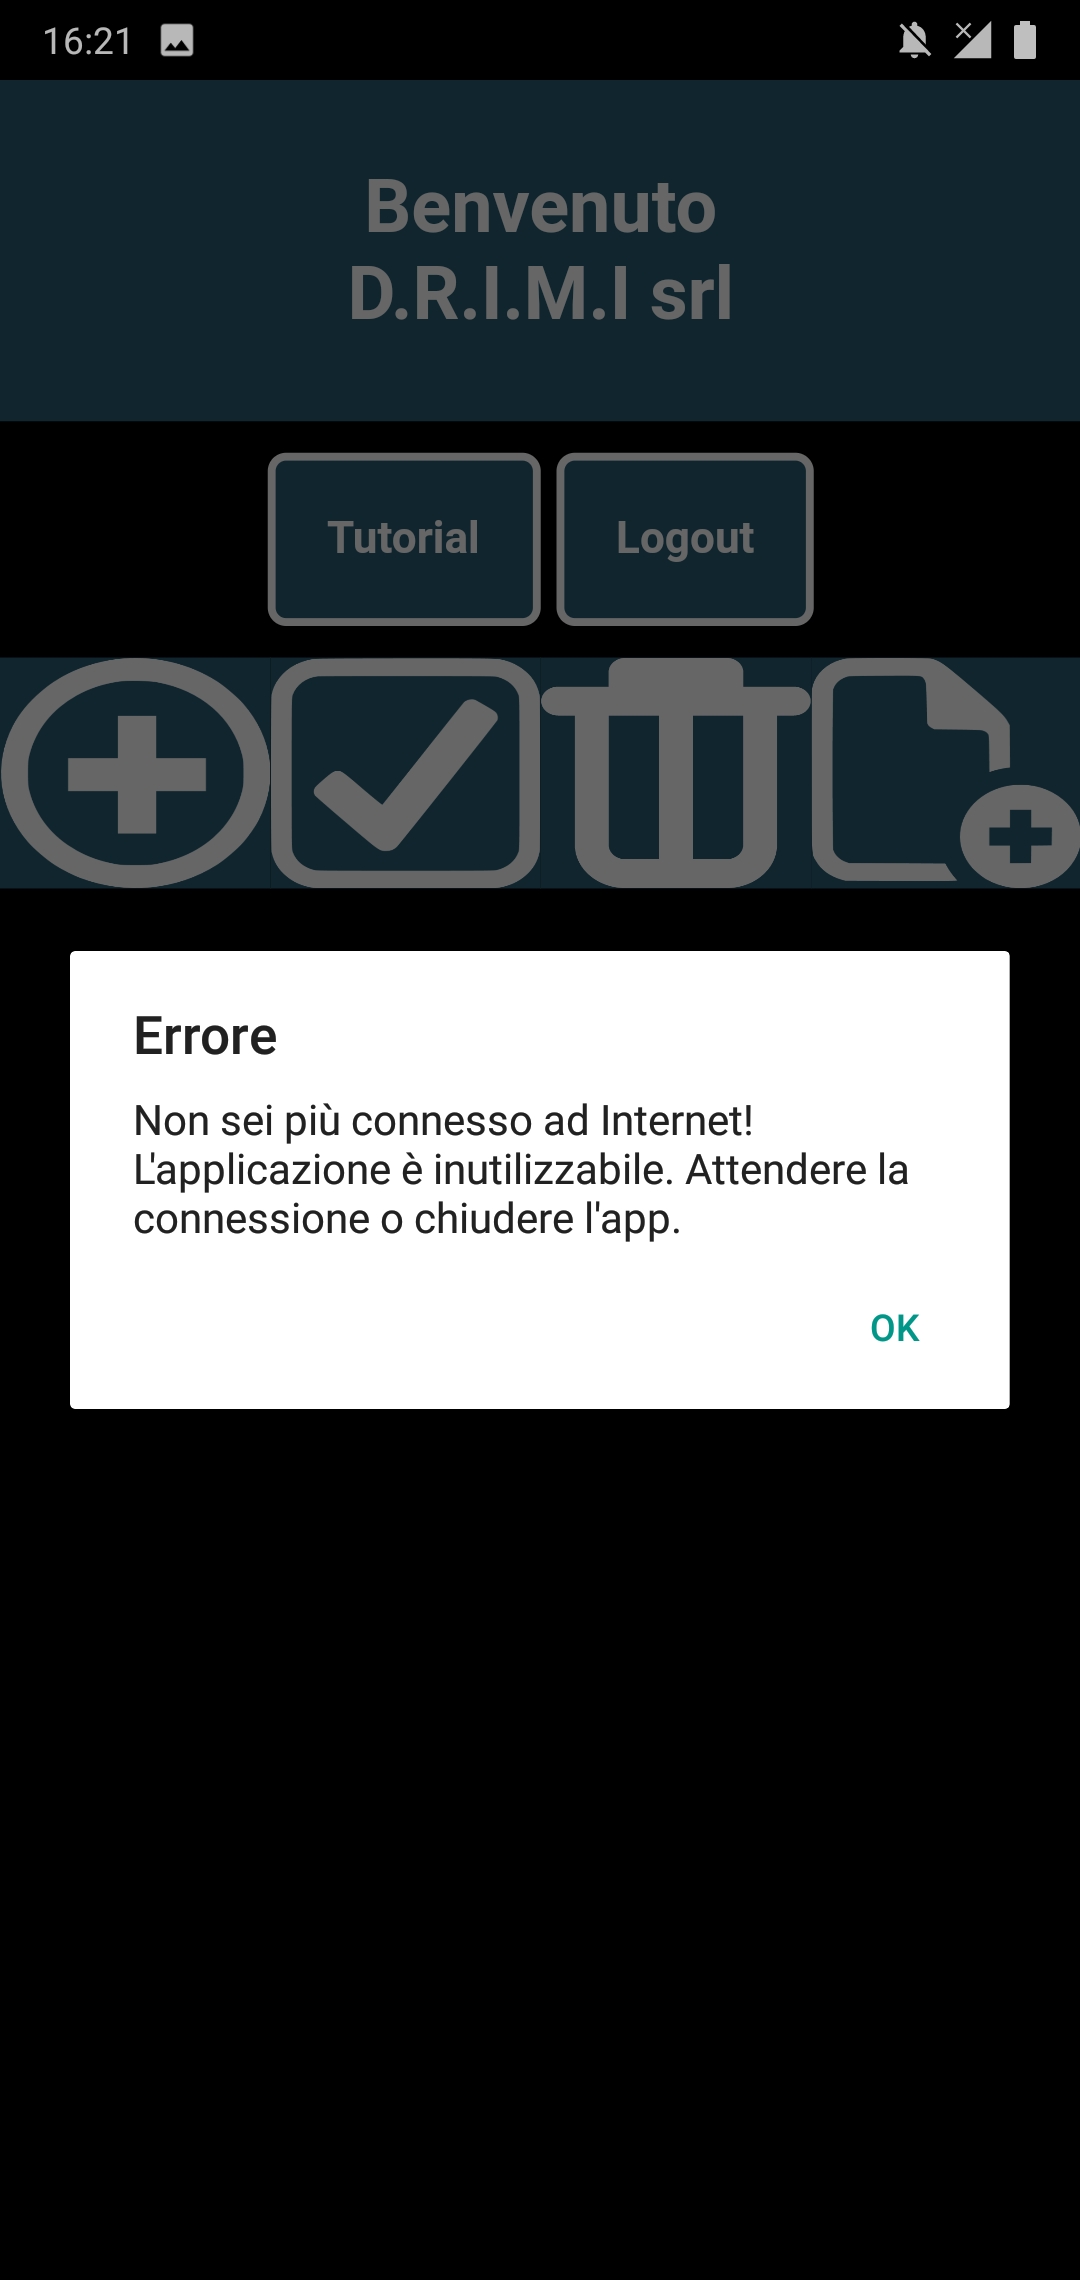 16:21
Benvenuto
D.R.I.M.I srl
Tutorial
Logout
Errore
Non sei più connesso ad Internet!
L'applicazione è inutilizzabile. Attendere la
connessione o chiudere l'app.
OK